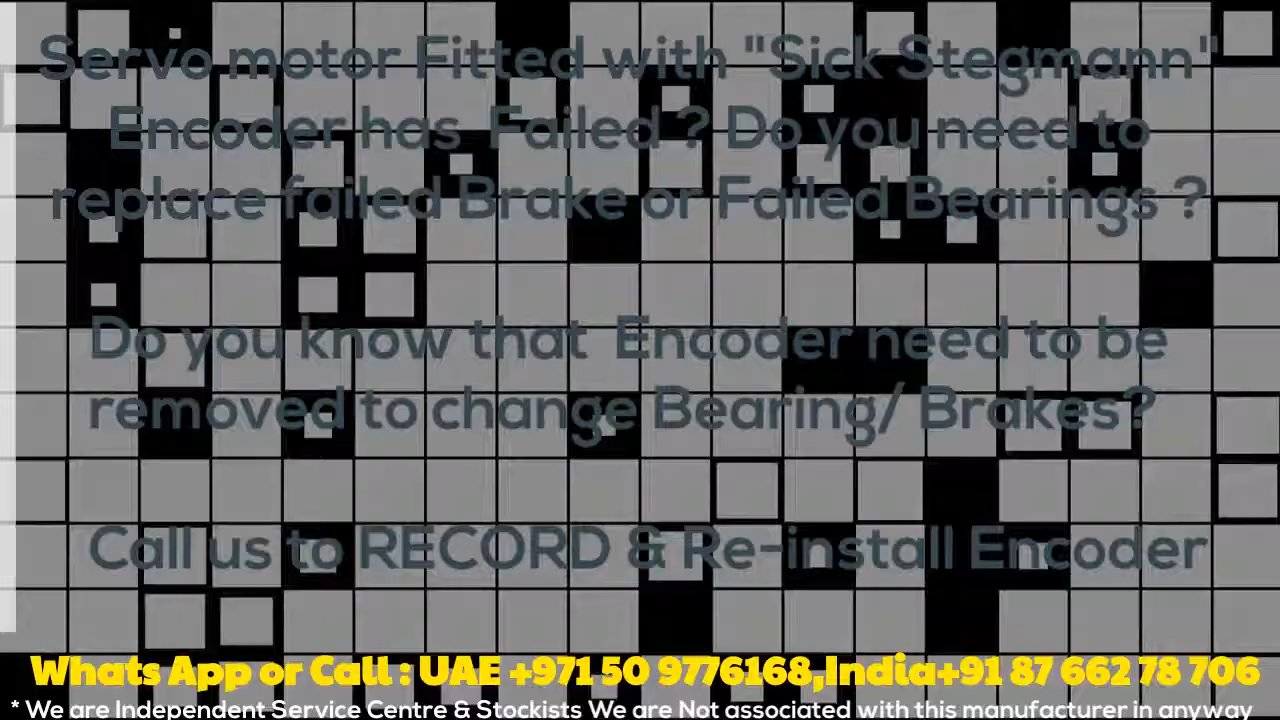 Servo motor Fitted with "Sick Stegmann"
Encoder has Failed ? Do you need to
replace failed Brake or Failed Bearings ?
Do you know that Encoder need to be
removed to change Bearing/ Brakes?
Call us to RECORD & Re-install Encoder
Whats App or Call : UAE +971 50 9776168,India+91 87 662 78 706
* We are Independent Service Centre & Stockists We are Not associated with this manufacturer in anyway